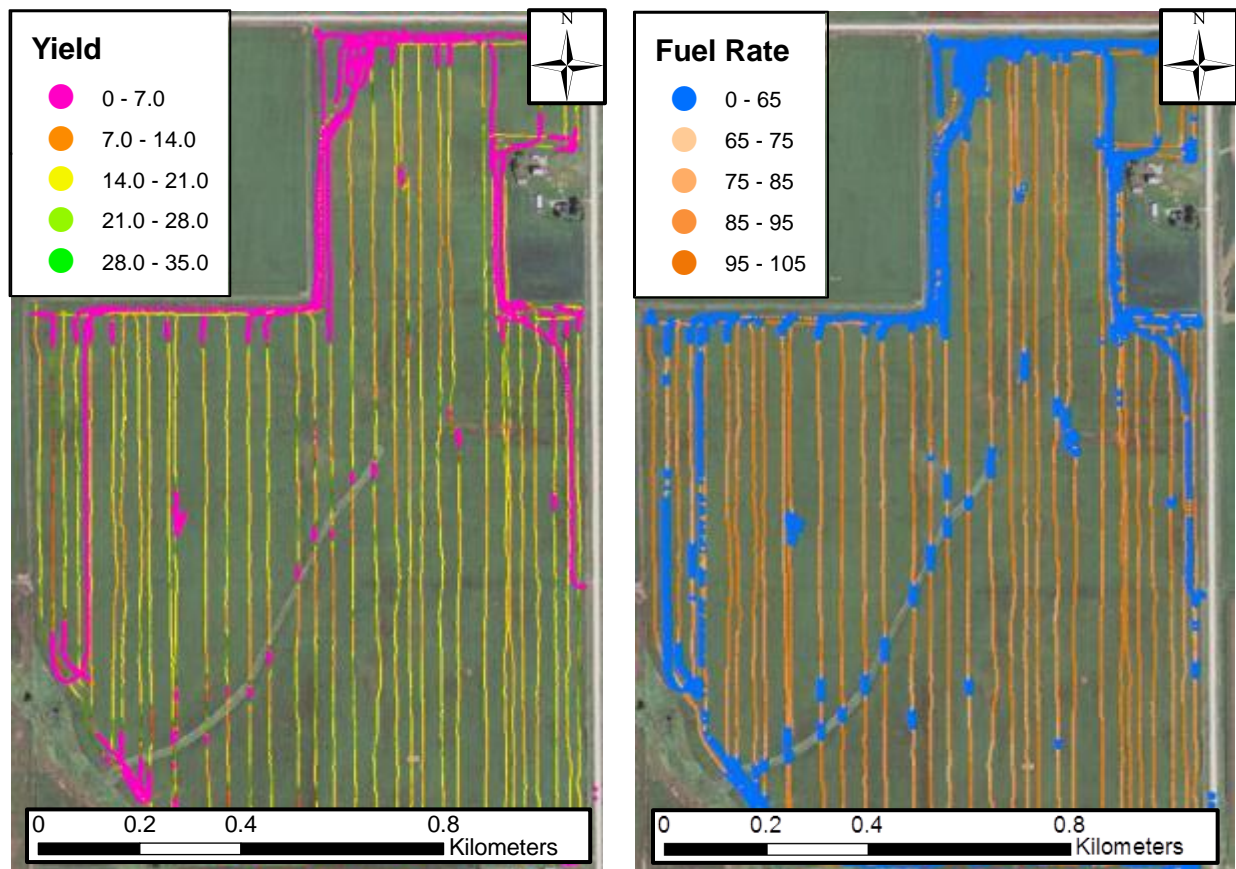 Yield
0 - 7.0
7.0 - 14.0
14.0 - 21.0
21.0 - 28.0
28.0 - 35.0
N
0 0.2 0.4 0.8
Kilometers
Fuel Rate
0 - 65
65 - 75
75 - 85
85 - 95
95 - 105
N
0 0.2 0.4 0.8
Kilometers